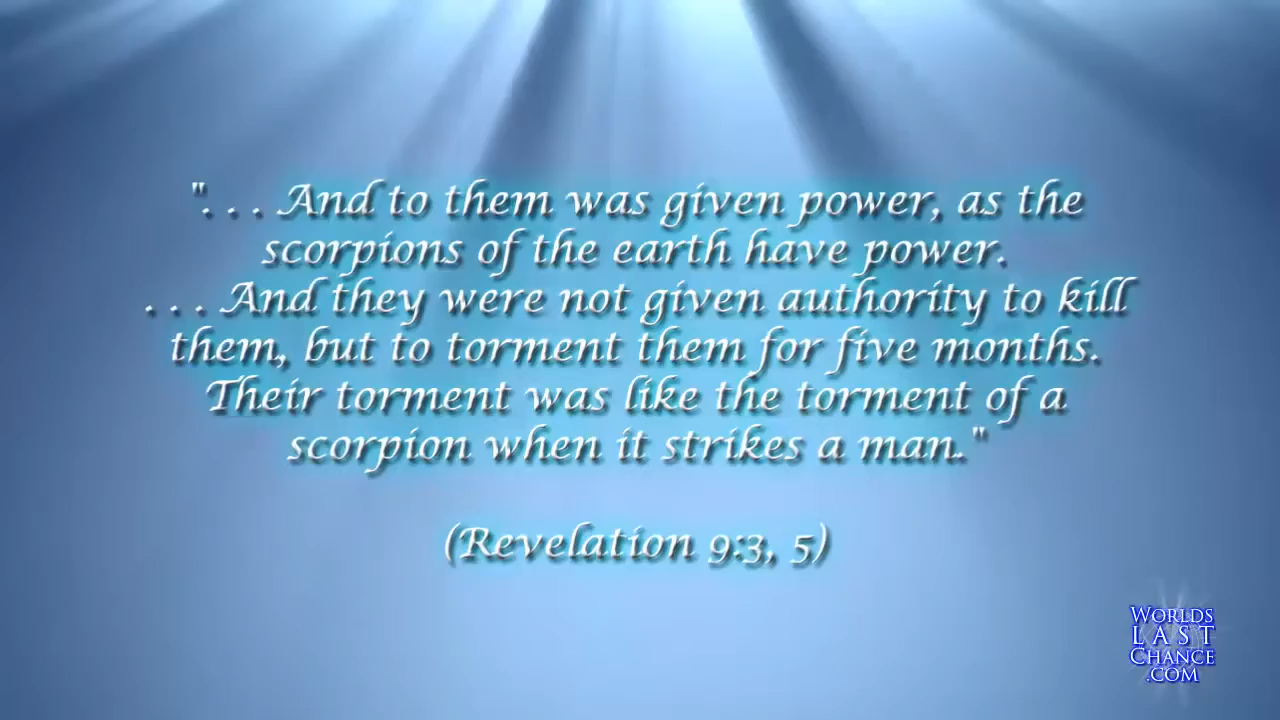 ". . . And to them was given power, as the
scorpions of the earth have power.
. . . And they were not given authority to kill
them, but to torment them for five months.
Their torment was like the torment of a
scorpion when it strikes a man."
(Revelation 9:3, 5)
WORLDS
LAST
CHANCE
.COM